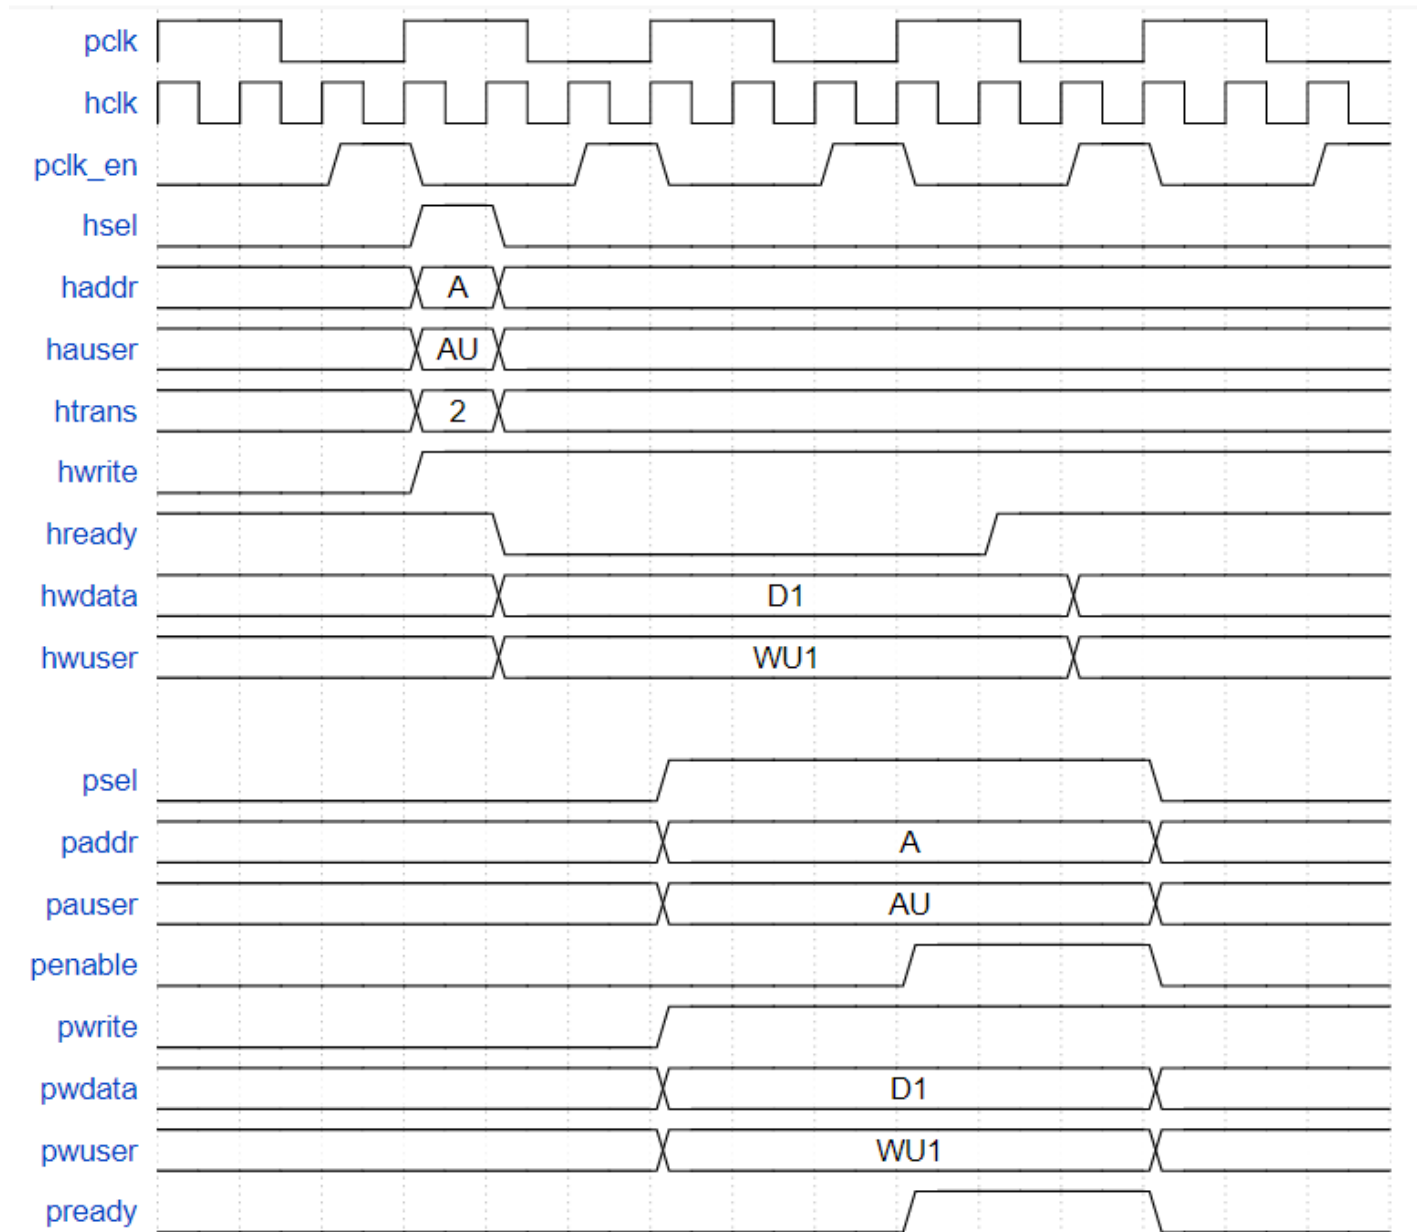 pclk
hclk
pclk_en
hsel
haddr A
hauser AU
htrans 2
hwrite
hready
hwdata D1
hwuser WU1
psel
paddr A
pauser AU
penable
pwrite
pwdata D1
pwuser WU1
pready